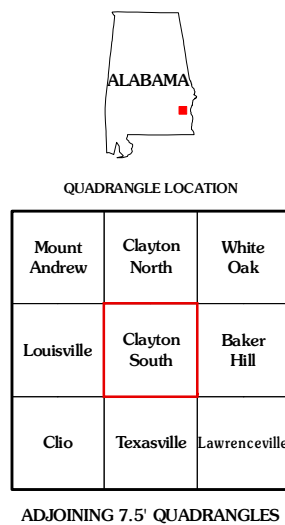 ALABAMA
QUADRANGLE LOCATION
Mount
Andrew
Clayton
North
White
Oak
Louisville
Clayton
South
Baker
Hill
Clio
Texasville
Lawrenceville
ADJOINING 7.5' QUADRANGLES